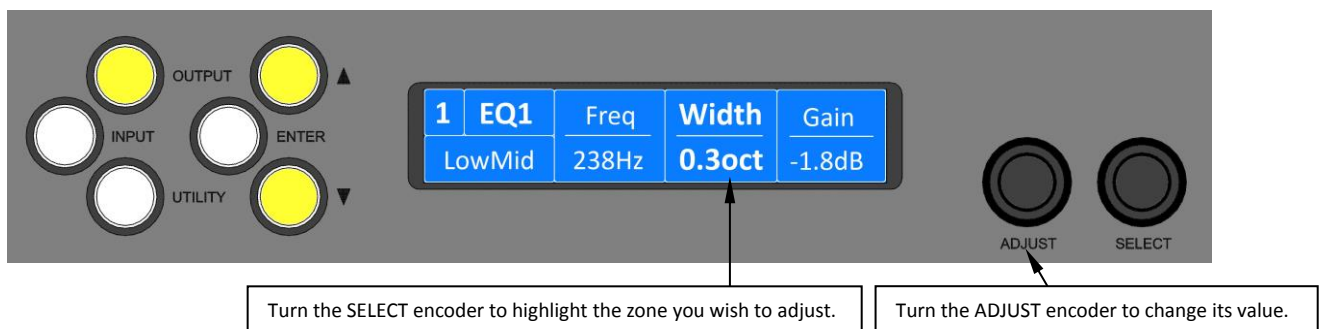 OUTPUT ▲
INPUT ENTER
UTILITY ▼
1 EQ1 Freq Width Gain
LowMid 238Hz 0.3oct -1.8dB
ADJUST SELECT
Turn the SELECT encoder to highlight the zone you wish to adjust.
Turn the ADJUST encoder to change its value.